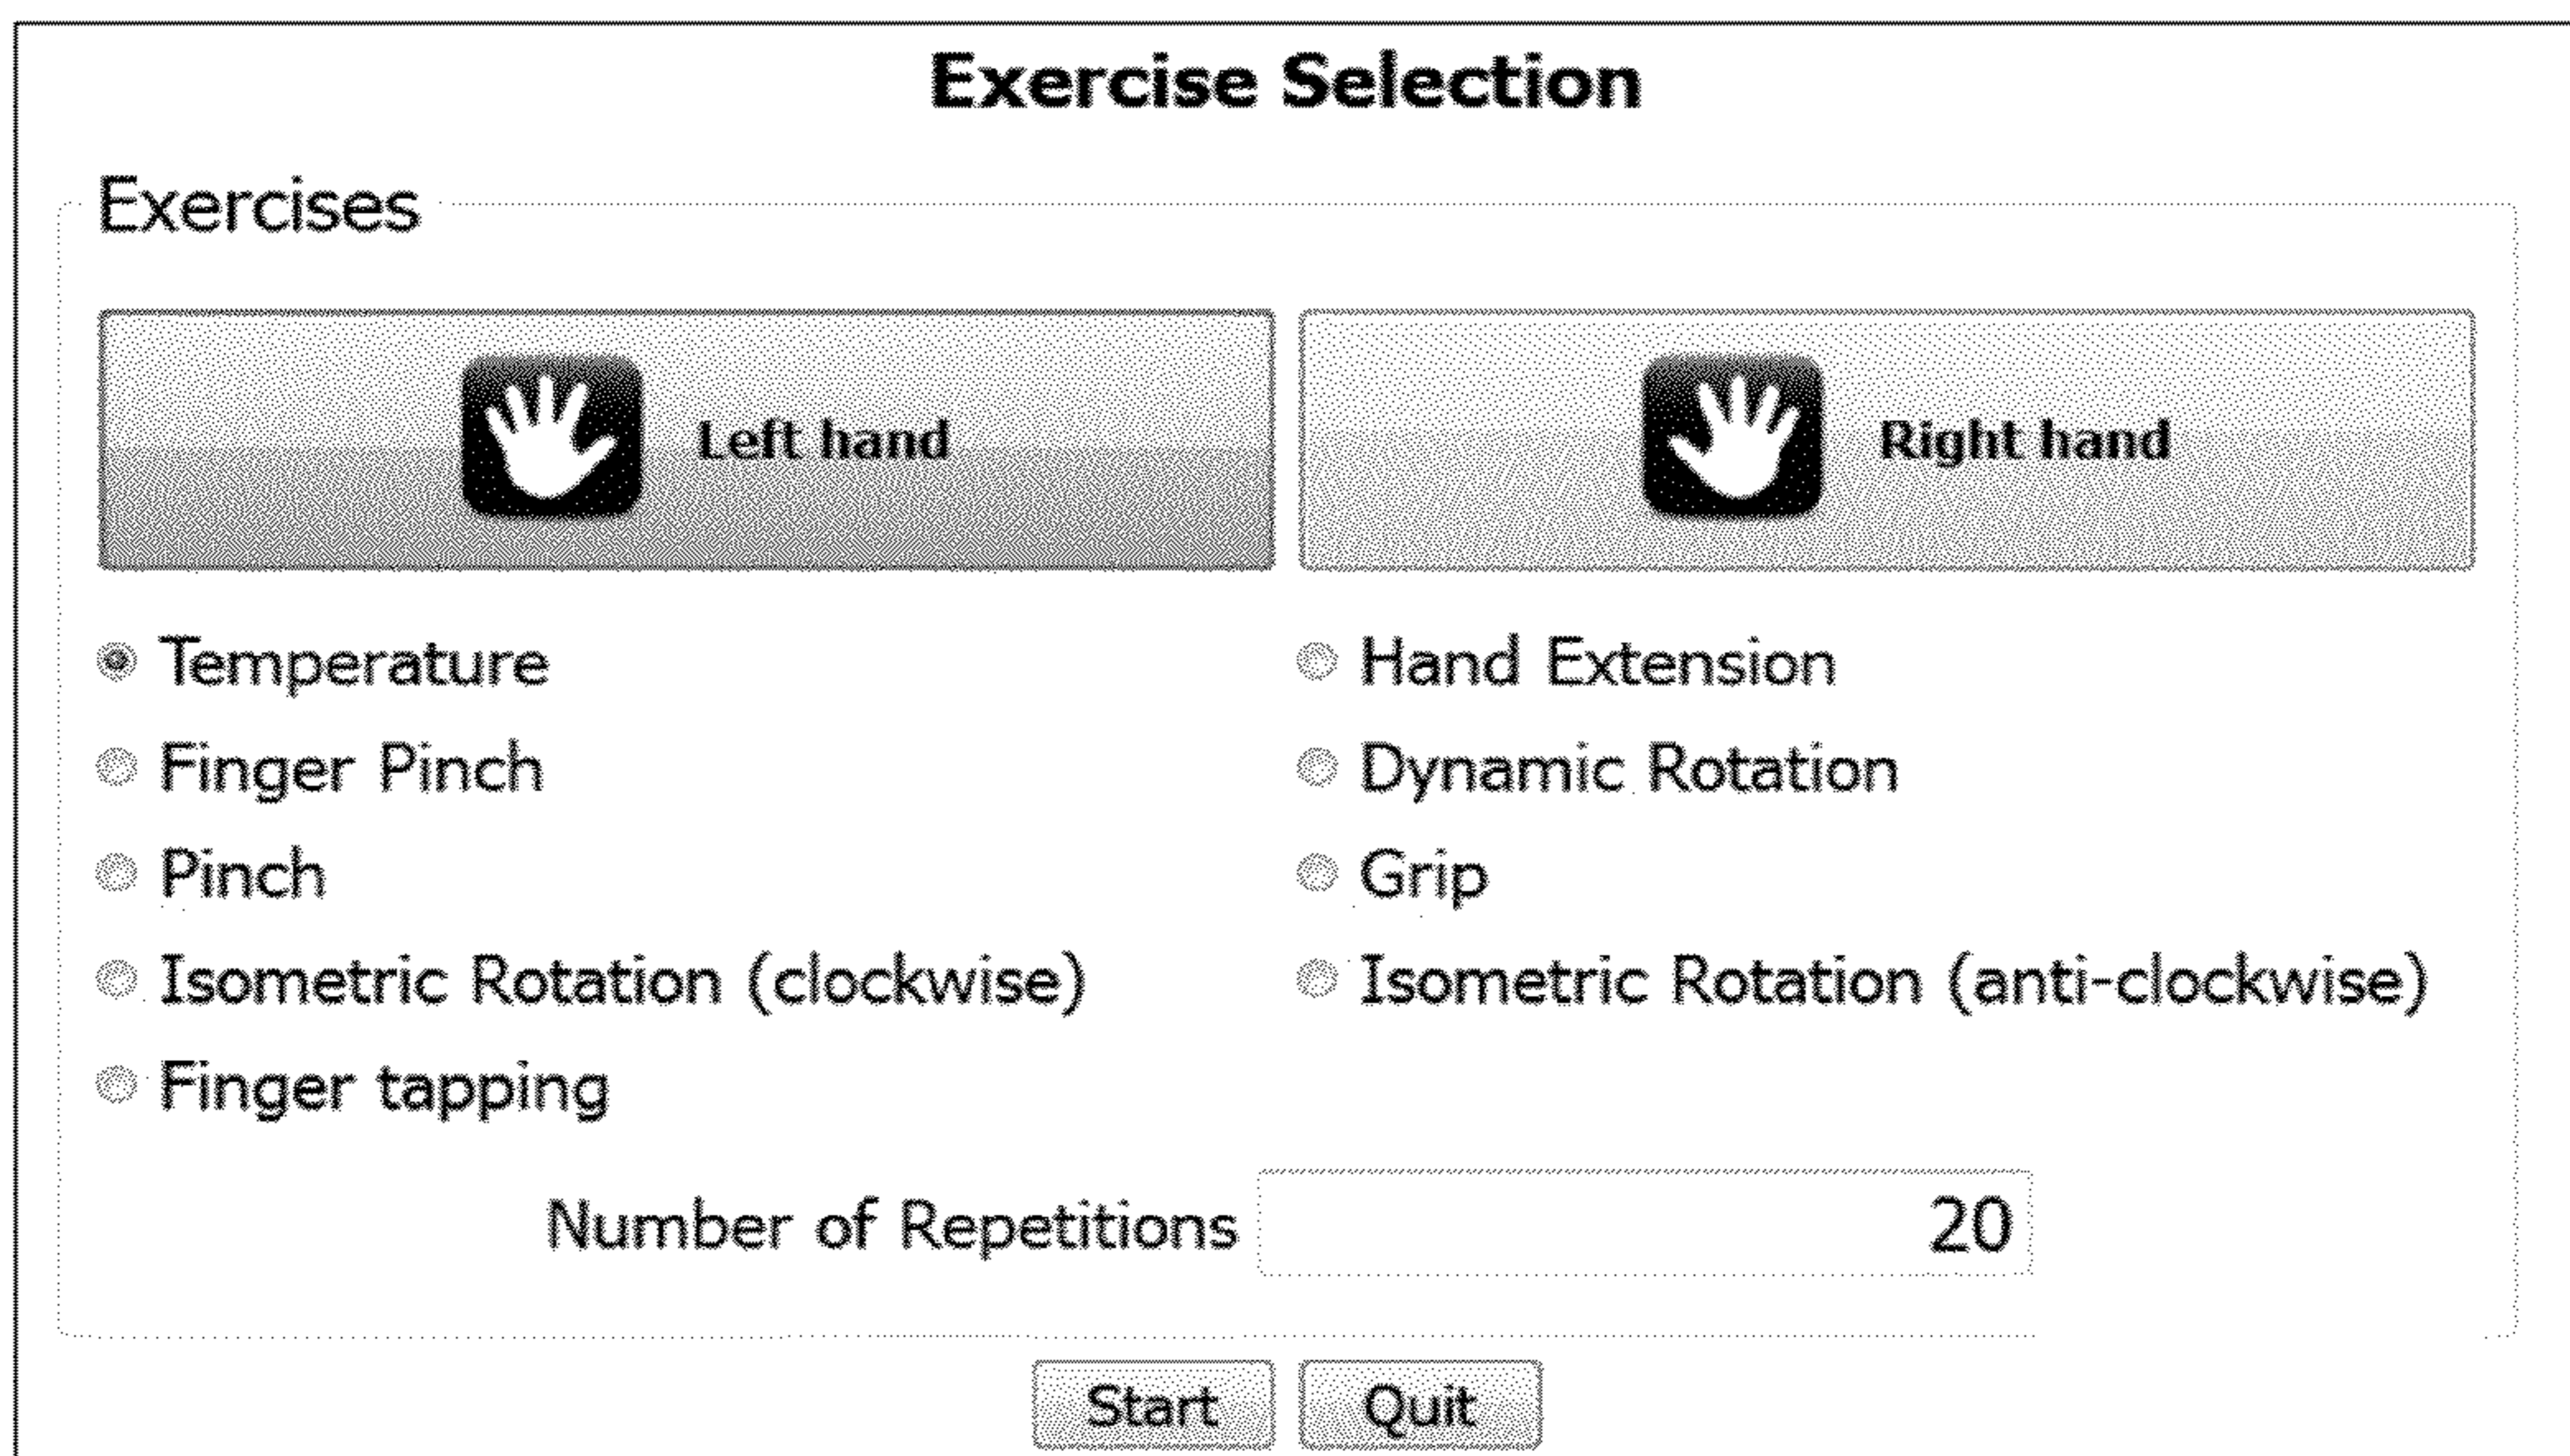 Exercise Selection
Exercises
Left hand
Right hand
Temperature
Hand Extension
Finger Pinch
Dynamic Rotation
Pinch
Grip
Isometric Rotation (clockwise)
Isometric Rotation (anti-clockwise)
Finger tapping
Number of Repetitions 20
Start
Quit